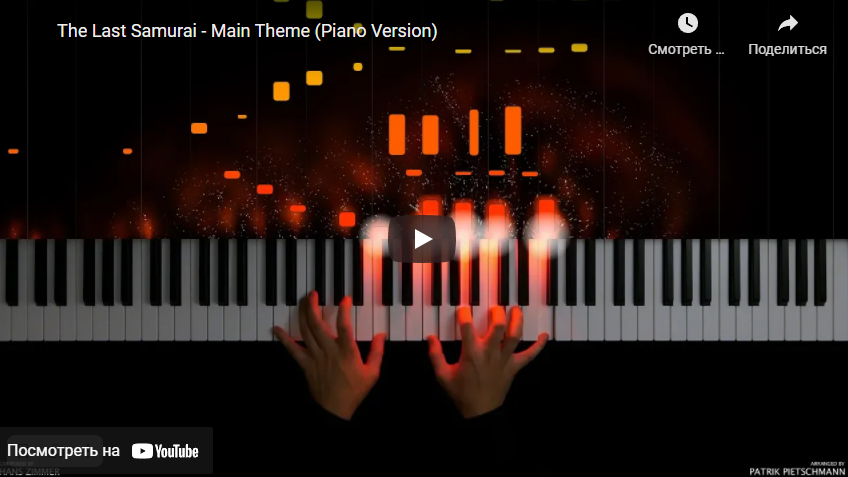 The Last Samurai - Main Theme (Piano Version)
Смотреть ...
Поделиться
Посмотреть на YouTube
HANS ZIMMER
ARRANGED BY
PATRIK PIETSCHMANN